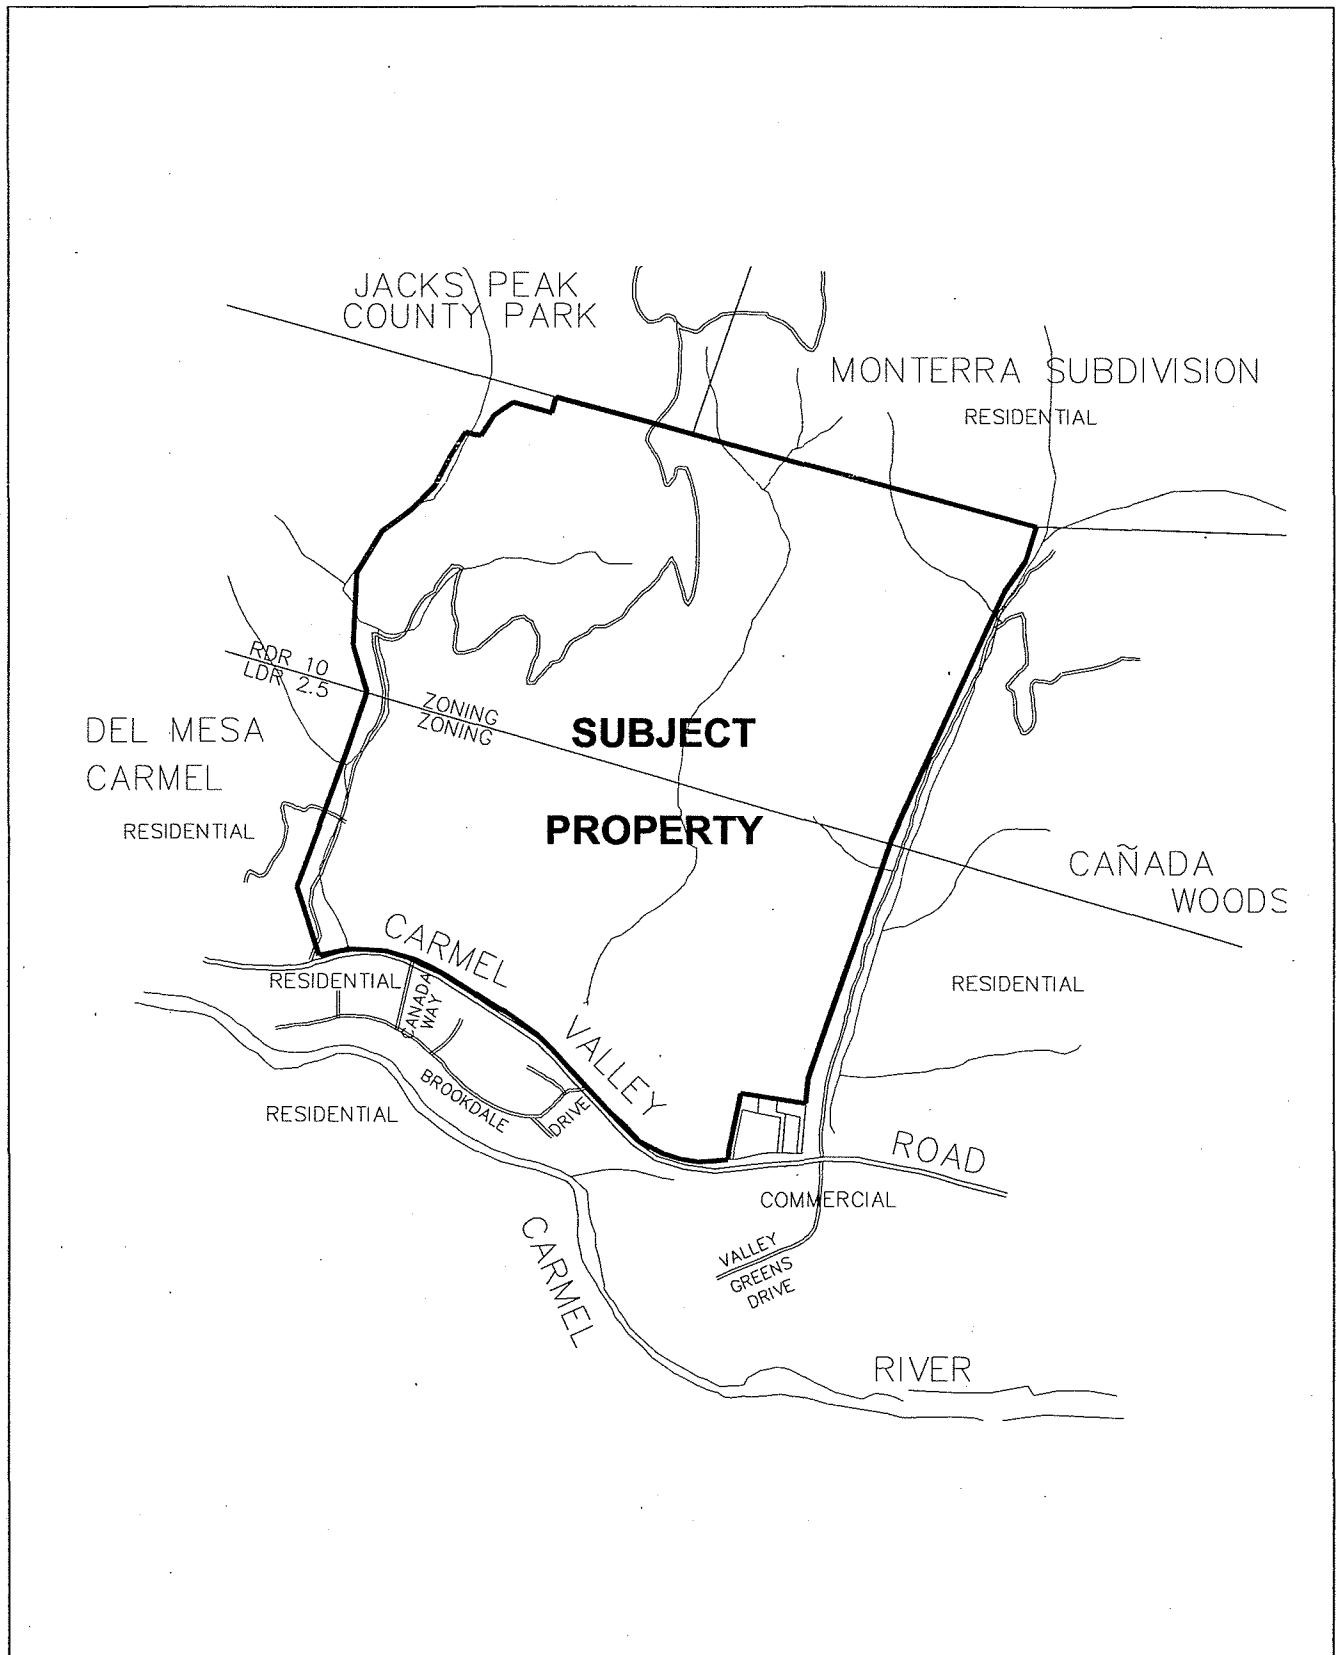 JACKS PEAK
COUNTY PARK
MONTERRA SUBDIVISION
RESIDENTIAL
RDR 10
LDR 2.5
ZONING
ZONING
SUBJECT
PROPERTY
DEL MESA
CARMEL
RESIDENTIAL
CAÑADA
WOODS
RESIDENTIAL
CARMEL
VALLEY
ROAD
RESIDENTIAL
CANADA
WAY
BROOKDALE
DRIVE
RESIDENTIAL
COMMERCIAL
VALLEY
GREENS
DRIVE
CARMEL
RIVER